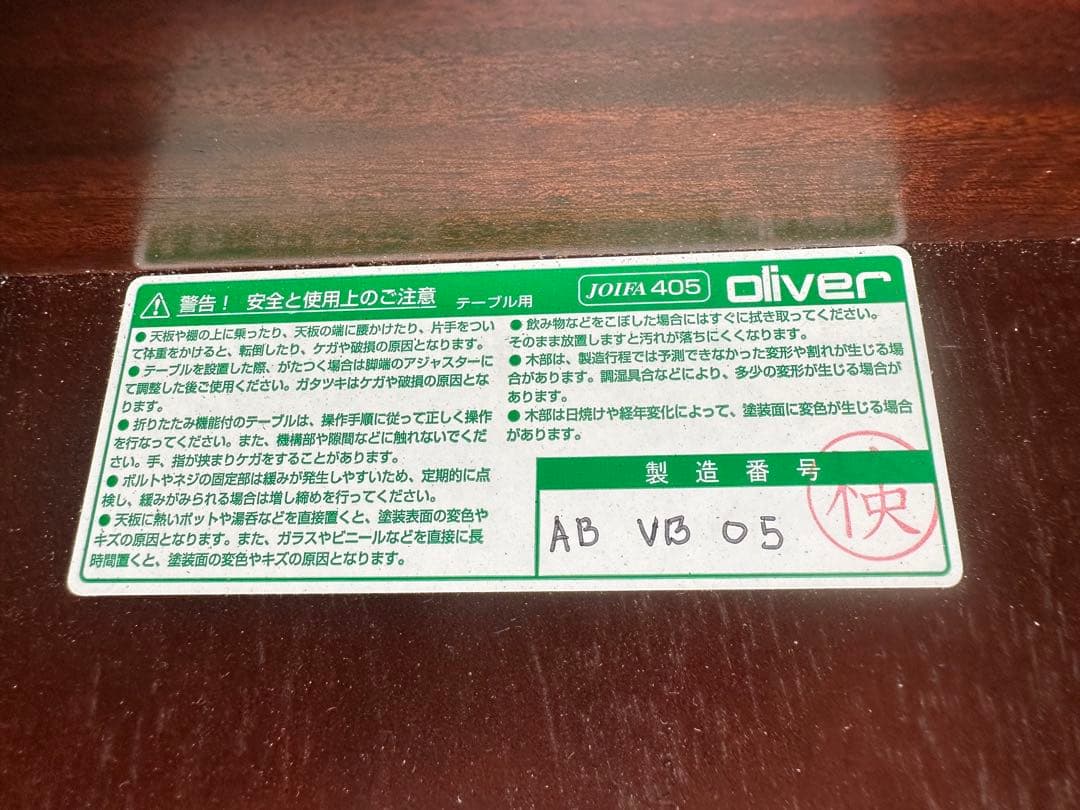 警告! 安全と使用上のご注意 テーブル用 JOIFA 405 oliver
● 天板や棚の上に乗ったり、天板の端に腰かけたり、片手をつい
て体重をかけると、転倒したり、ケガや破損の原因となります。
● テーブルを設置した際、がたつく場合は脚端のアジャスターに
て調整した後ご使用ください。ガタツキはケガや破損の原因とな
ります。
● 折りたたみ機能付のテーブルは、操作手順に従って正しく操作
を行なってください。また、機構部や隙間などに触れないでくだ
さい。手、指が挟まりケガをすることがあります。
● ボルトやネジの固定部は緩みが発生しやすいため、定期的に点
検し、緩みがみられる場合は増し締めを行ってください。
● 天板に熱いポットや湯呑などを直接置くと、塗装表面の変色や
キズの原因となります。また、ガラスやビニールなどを直接に長
時間置くと、塗装面の変色やキズの原因となります。
● 飲み物などをこぼした場合にはすぐに拭き取ってください。
そのまま放置しますと汚れが落ちにくくなります。
● 木部は、製造行程では予測できなかった変形や割れが生じる場
合があります。調湿具合などにより、多少の変形が生じる場合が
あります。
● 木部は日焼けや経年変化によって、塗装面に変色が生じる場合
があります。
製造番号
AB VB 05
検